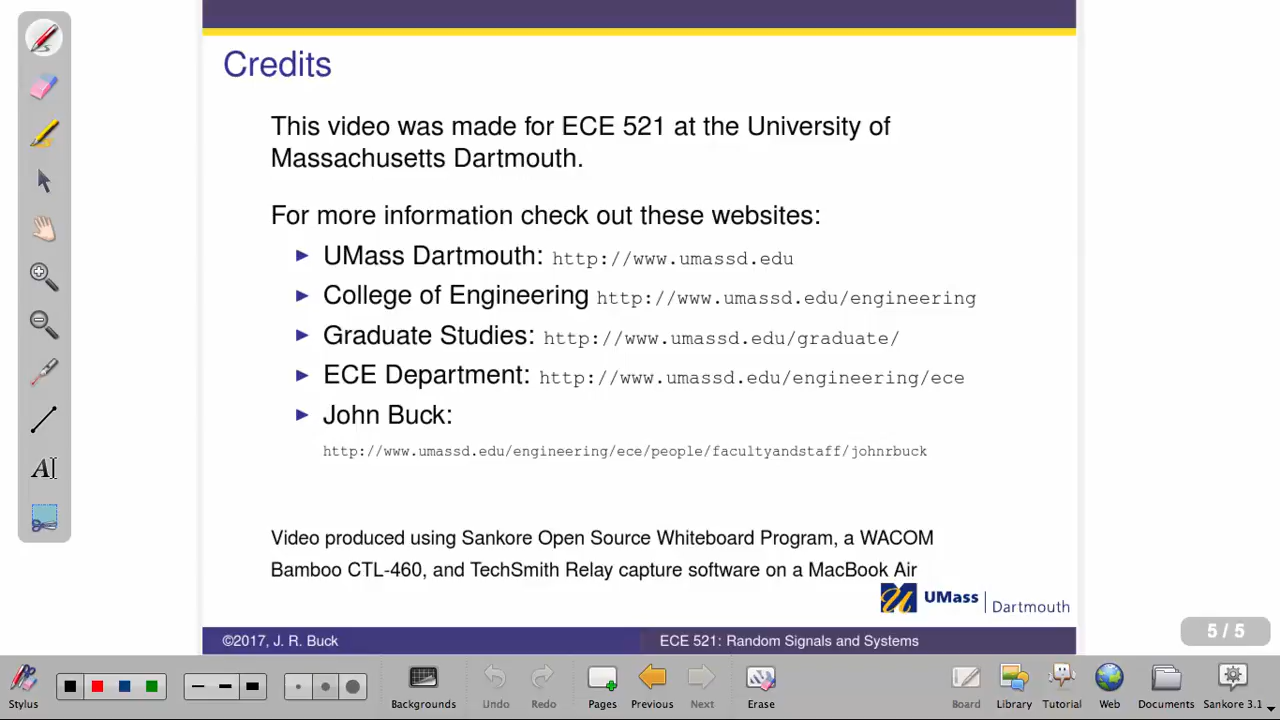 Credits
This video was made for ECE 521 at the University of
Massachusetts Dartmouth.
For more information check out these websites:
UMass Dartmouth: http://www.umassd.edu
College of Engineering http://www.umassd.edu/engineering
Graduate Studies: http://www.umassd.edu/graduate/
ECE Department: http://www.umassd.edu/engineering/ece
John Buck:
http://www.umassd.edu/engineering/ece/people/facultyandstaff/johnrbuck
Video produced using Sankore Open Source Whiteboard Program, a WACOM
Bamboo CTL-460, and TechSmith Relay capture software on a MacBook Air
UMass | Dartmouth
©2017, J. R. Buck ECE 521: Random Signals and Systems
5 / 5
Stylus Backgrounds Undo Redo Pages Previous Next Erase Board Library Tutorial Web Documents Sankore 3.1